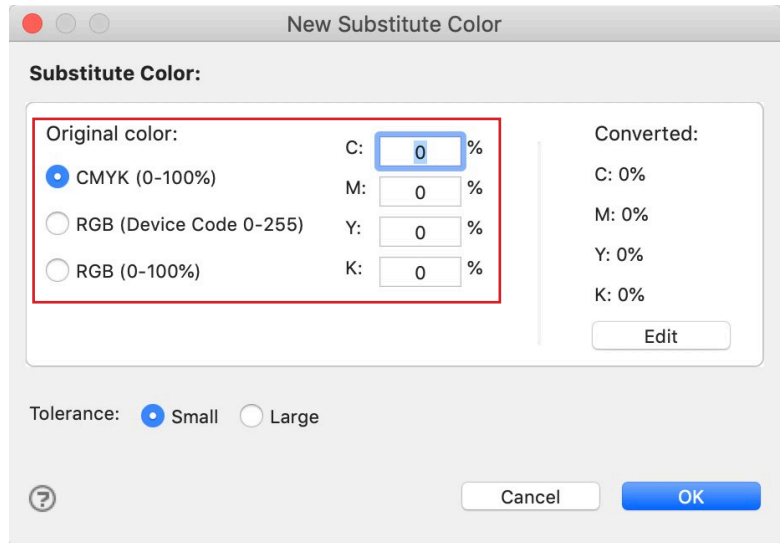 New Substitute Color
Substitute Color:
Original color:
CMYK (0-100%)
RGB (Device Code 0-255)
RGB (0-100%)
C: 0 %
M: 0 %
Y: 0 %
K: 0 %
Converted:
C: 0%
M: 0%
Y: 0%
K: 0%
Edit
Tolerance: Small Large
? Cancel OK